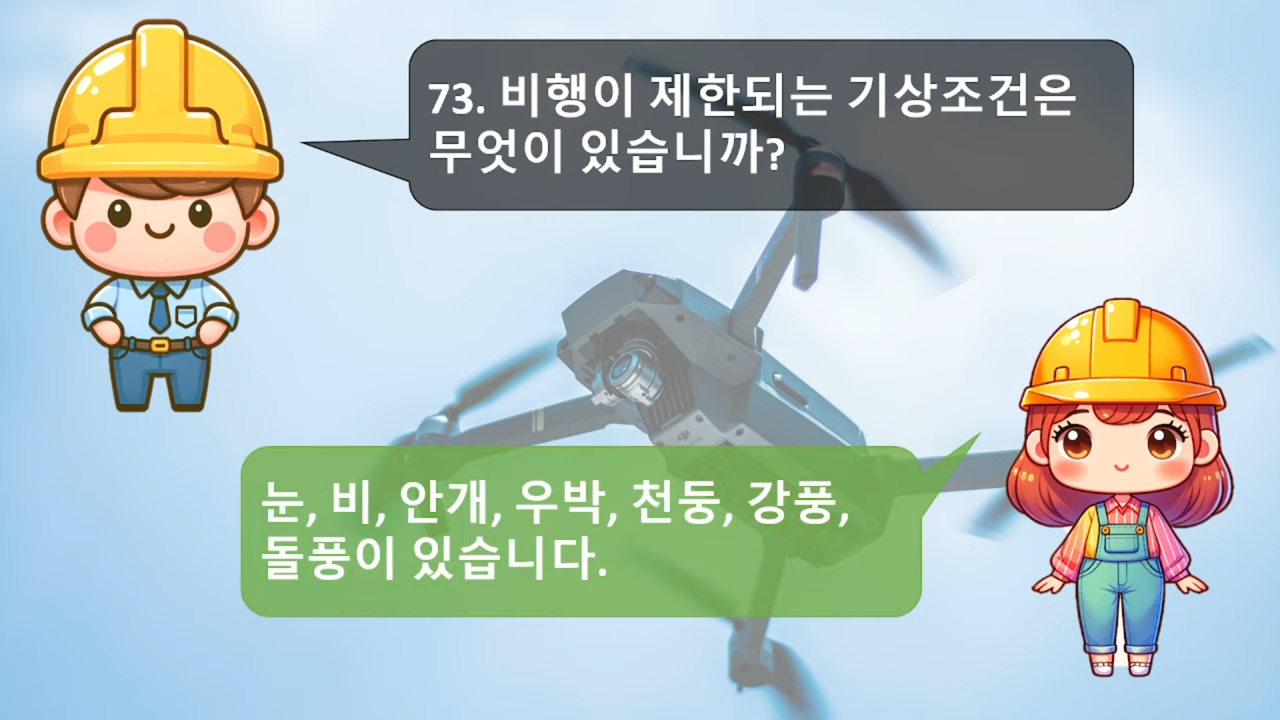 73. 비행이 제한되는 기상조건은
무엇이 있습니까?
눈, 비, 안개, 우박, 천둥, 강풍,
돌풍이 있습니다.